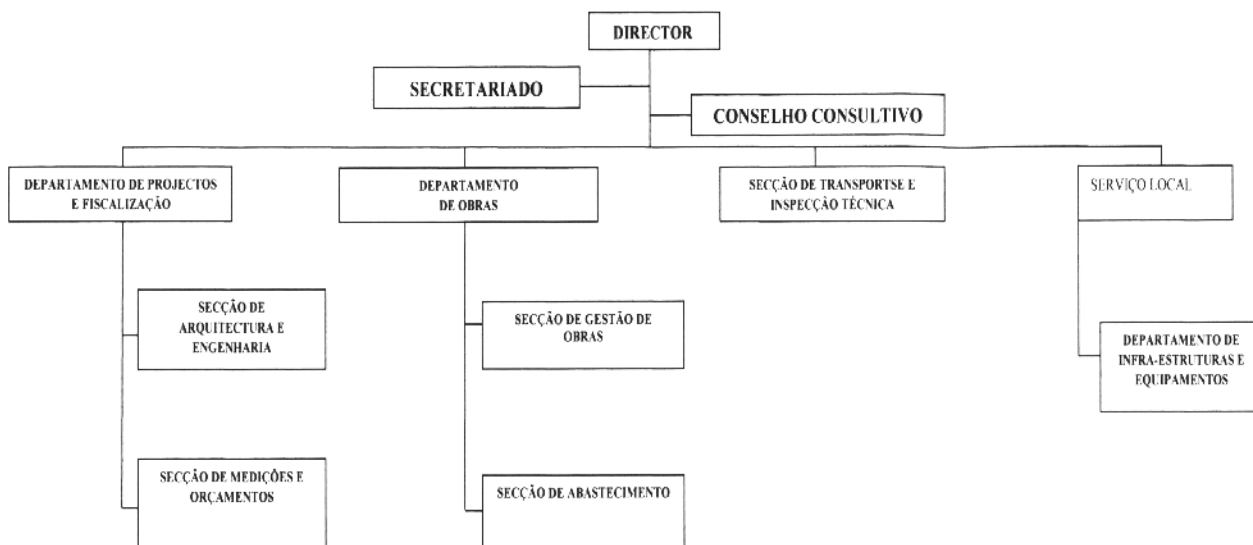 DIRECTOR
SECRETARIADO
CONSELHO CONSULTIVO
DEPARTAMENTO DE PROJECTOS
E FISCALIZAÇÃO
DEPARTAMENTO
DE OBRAS
SECÇÃO DE TRANSPORTSE E
INSPECÇÃO TÉCNICA
SERVIÇO LOCAL
SECÇÃO DE
ARQUITECTURA E
ENGENHARIA
SECÇÃO DE GESTÃO DE
OBRAS
DEPARTAMENTO DE
INFRA-ESTRUTURAS E
EQUIPAMENTOS
SECÇÃO DE MEDIÇÕES E
ORÇAMENTOS
SECÇÃO DE ABASTECIMENTO